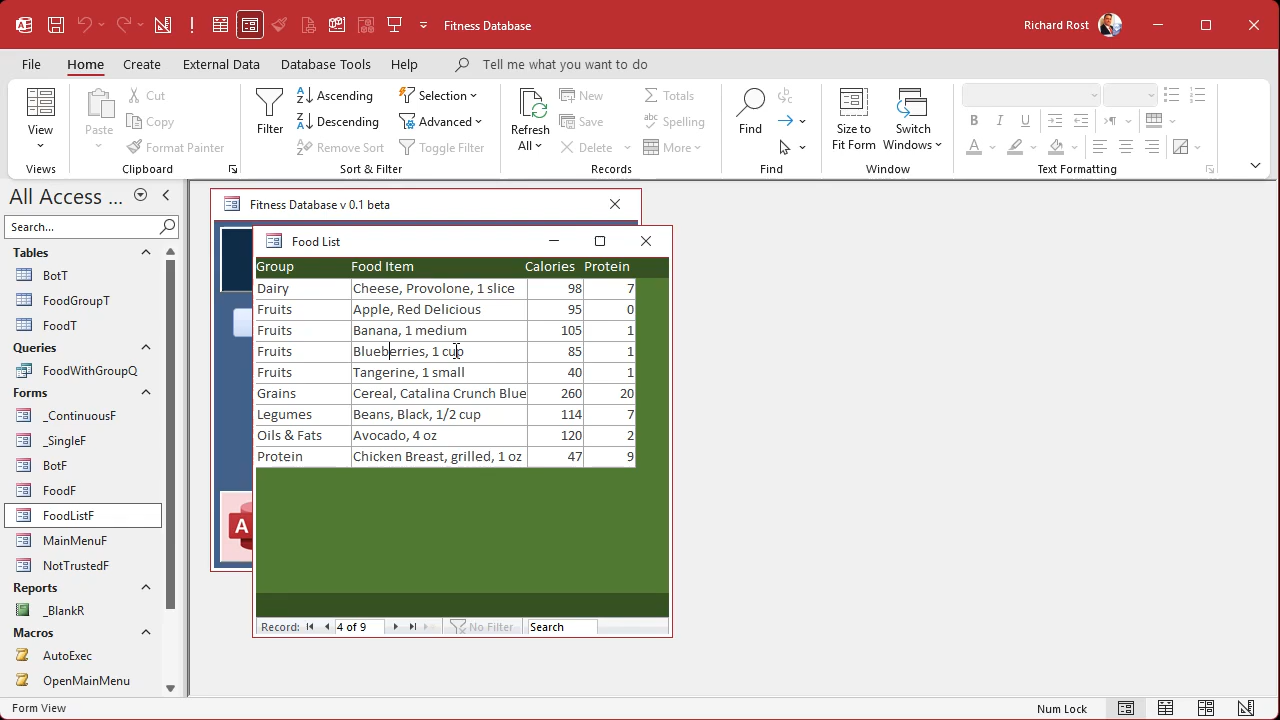 Fitness Database
Richard Rost
File
Home
Create
External Data
Database Tools
Help
Tell me what you want to do
View
Views
Paste
Cut
Copy
Format Painter
Clipboard
Filter
Ascending
Descending
Remove Sort
Selection
Advanced
Toggle Filter
Sort & Filter
Refresh
All
New
Save
Delete
Totals
Spelling
More
Records
Find
Find
Size to
Fit Form
Switch
Windows
Window
Text Formatting
All Access ...
Search...
Tables
BotT
FoodGroupT
FoodT
Queries
FoodWithGroupQ
Forms
_ContinuousF
_SingleF
BotF
FoodF
FoodListF
MainMenuF
NotTrustedF
Reports
_BlankR
Macros
AutoExec
OpenMainMenu
Fitness Database v 0.1 beta
Food List
Group Food Item Calories Protein
Dairy Cheese, Provolone, 1 slice 98 7
Fruits Apple, Red Delicious 95 0
Fruits Banana, 1 medium 105 1
Fruits Blueberries, 1 cup 85 1
Fruits Tangerine, 1 small 40 1
Grains Cereal, Catalina Crunch Blue 260 20
Legumes Beans, Black, 1/2 cup 114 7
Oils & Fats Avocado, 4 oz 120 2
Protein Chicken Breast, grilled, 1 oz 47 9
Record: 4 of 9 No Filter Search
Form View
Num Lock